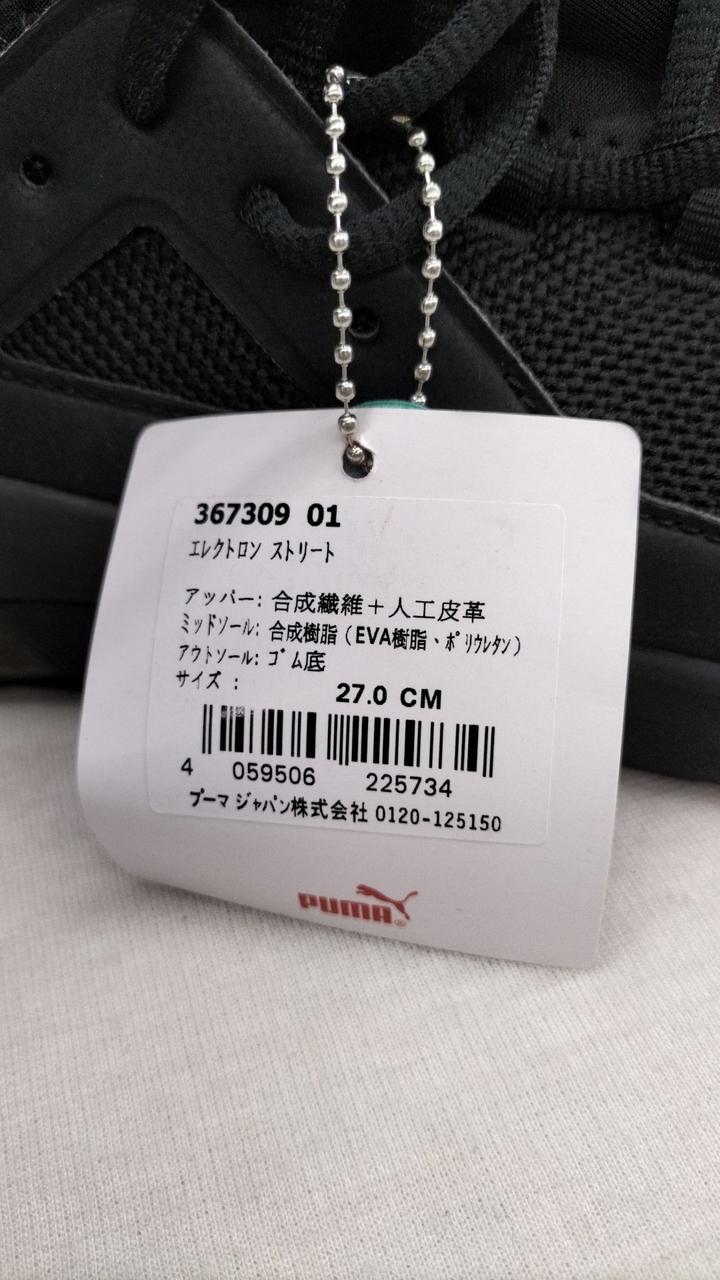 367309 01
エレクトロン ストリート
アッパー: 合成繊維＋人工皮革
ミッドソール: 合成樹脂（EVA樹脂、ポリウレタン）
アウトソール: ゴム底
サイズ : 27.0 CM
4 059506 225734
プーマ ジャパン株式会社 0120-125150
PUMA®